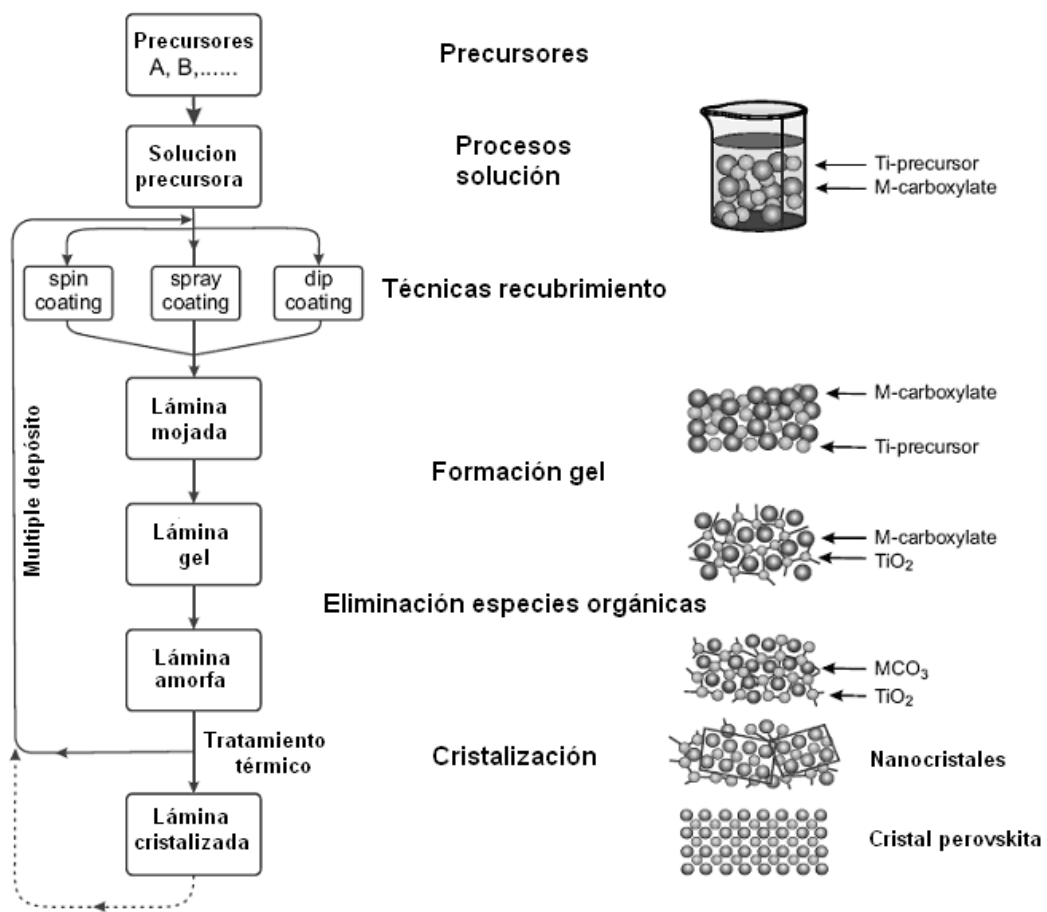 Precursores
A, B,......
Precursores
Solucion
precursora
Procesos
solución
Ti-precursor
M-carboxylate
spin
coating
spray
coating
dip
coating
Técnicas recubrimiento
Multiple depósito
Lámina
mojada
M-carboxylate
Ti-precursor
Formación gel
Lámina
gel
M-carboxylate
TiO2
Eliminación especies orgánicas
Lámina
amorfa
MCO3
TiO2
Tratamiento
térmico
Cristalización
Nanocristales
Lámina
cristalizada
Cristal perovskita